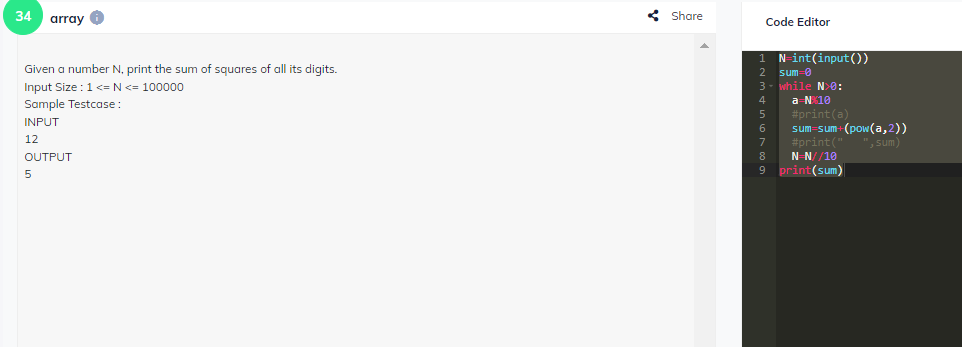 34 array i
Share
Given a number N, print the sum of squares of all its digits.
Input Size : 1 <= N <= 100000
Sample Testcase :
INPUT
12
OUTPUT
5
Code Editor
1 N=int(input())
2 sum=0
3 while N>0:
4 a=N%10
5 #print(a)
6 sum=sum+(pow(a,2))
7 #print("   ",sum)
8 N=N//10
9 print(sum)